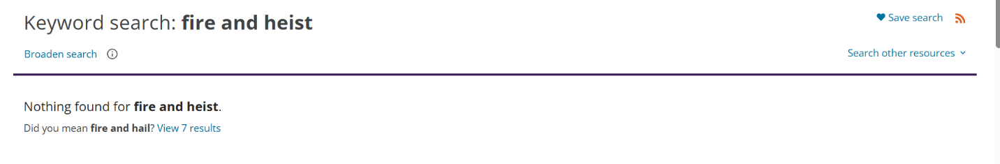 Keyword search: fire and heist
Save search
Broaden search
Search other resources
Nothing found for fire and heist.
Did you mean fire and hail? View 7 results